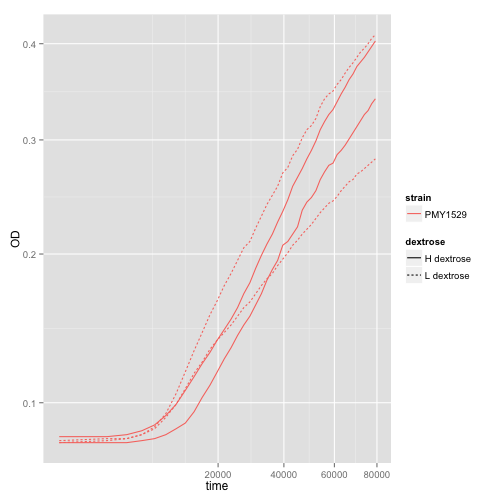 0.4
0.3
0.2
0.1
OD
20000 40000 60000 80000
time
strain
PMY1529
dextrose
H dextrose
L dextrose